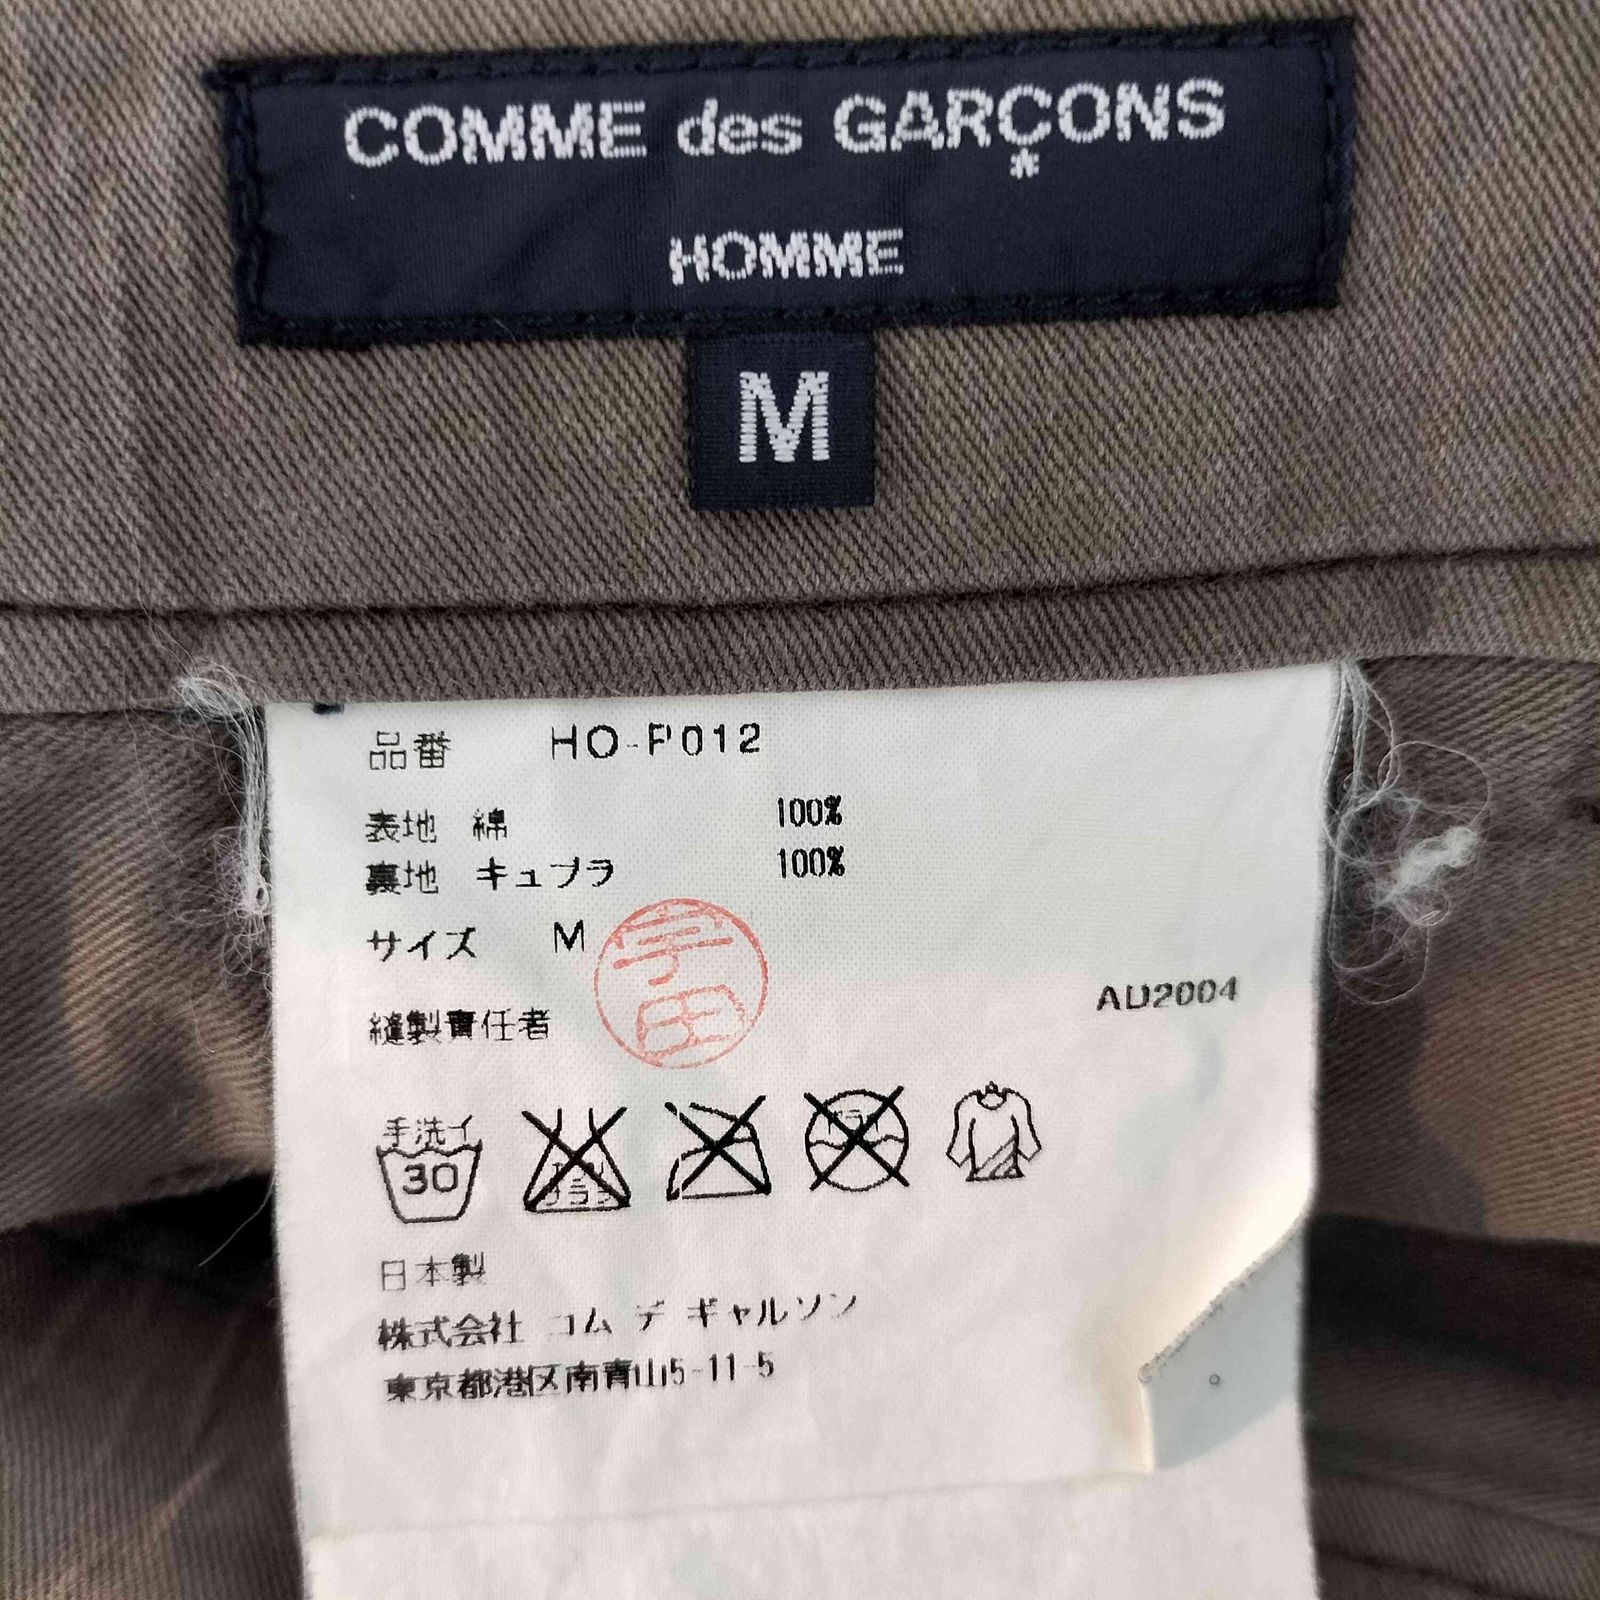 COMME des GARÇONS
HOMME
M
品番 HO-P012
表地 綿 100%
裏地 キュプラ 100%
サイズ M
宇田
縫製責任者
AD2004
手洗イ
30
日本製
株式会社 コム デ ギャルソン
東京都港区南青山5-11-5